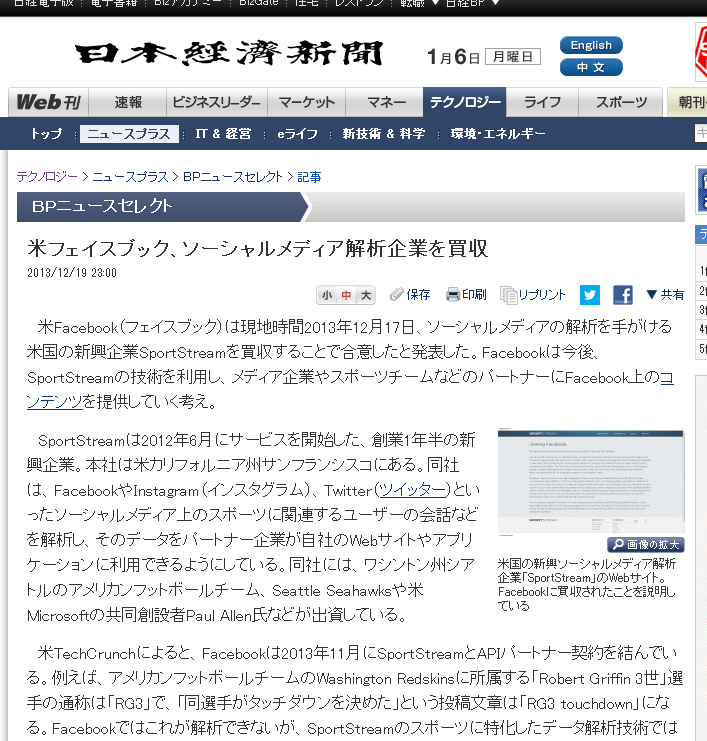 日経電子版 電子書籍 Bizアカデミー BizGate 住宅 レストラン 転職 ▼ 日経BP ▼
日本経済新聞
1月6日 月曜日
English
中 文
Web刊 速報 ビジネスリーダー マーケット マネー テクノロジー ライフ スポーツ 朝刊
トップ ニュースプラス IT & 経営 eライフ 新技術 & 科学 環境・エネルギー
テクノロジー > ニュースプラス > BPニュースセレクト > 記事
BPニュースセレクト
米フェイスブック、ソーシャルメディア解析企業を買収
2013/12/19 23:00
小 中 大 保存 印刷 リプリント ▼ 共有
米Facebook(フェイスブック)は現地時間2013年12月17日、ソーシャルメディアの解析を手がける
米国の新興企業SportStreamを買収することで合意したと発表した。Facebookは今後、
SportStreamの技術を利用し、メディア企業やスポーツチームなどのパートナーにFacebook上のコ
ンテンツを提供していく考え。
SportStreamは2012年6月にサービスを開始した、創業1年半の新
興企業。本社は米カリフォルニア州サンフランシスコにある。同社
は、FacebookやInstagram(インスタグラム)、Twitter(ツイッター)とい
ったソーシャルメディア上のスポーツに関連するユーザーの会話など
を解析し、そのデータをパートナー企業が自社のWebサイトやアプリ
ケーションに利用できるようにしている。同社には、ワシントン州シア
トルのアメリカンフットボールチーム、Seattle Seahawksや米
Microsoftの共同創設者Paul Allen氏などが出資している。
Joining Facebook
画像の拡大
米国の新興ソーシャルメディア解析
企業「SportStream」のWebサイト。
Facebookに買収されたことを説明し
ている
米TechCrunchによると、Facebookは2013年11月にSportStreamとAPIパートナー契約を結んでい
る。例えば、アメリカンフットボールチームのWashington Redskinsに所属する「Robert Griffin 3世」選
手の通称は「RG3」で、「同選手がタッチダウンを決めた」という投稿文章は「RG3 touchdown」にな
る。Facebookではこれが解析できないが、SportStreamのスポーツに特化したデータ解析技術では